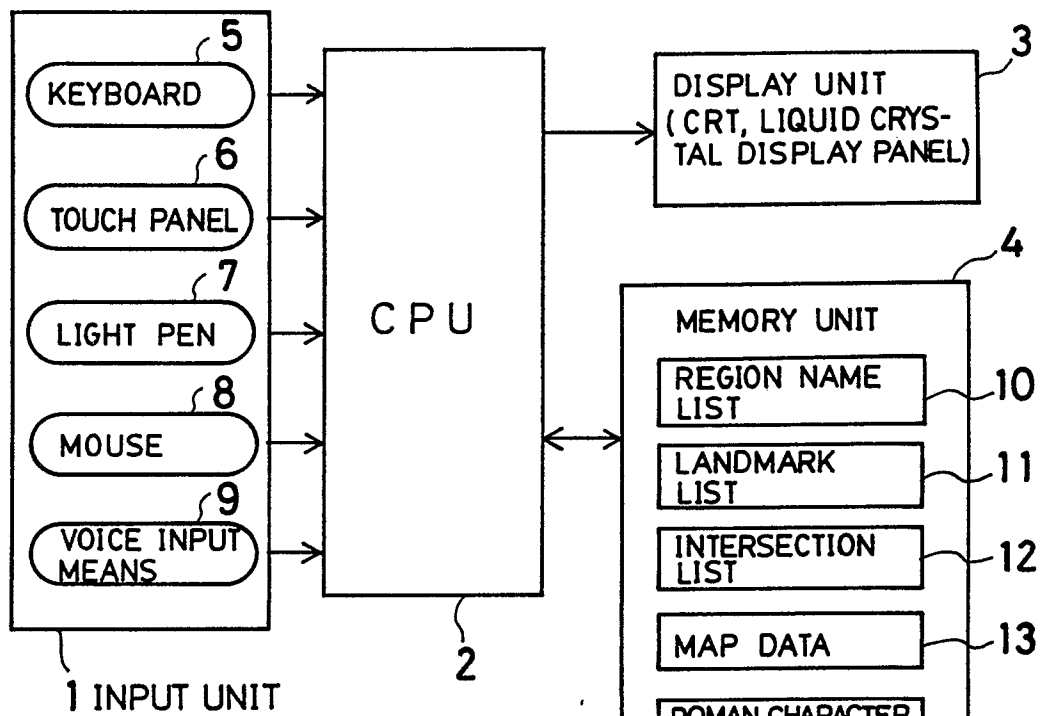 5
KEYBOARD
6
TOUCH PANEL
7
LIGHT PEN
8
MOUSE
9
VOICE INPUT
MEANS
1 INPUT UNIT
CPU
2
3
DISPLAY UNIT
(CRT, LIQUID CRYS-
TAL DISPLAY PANEL)
4
MEMORY UNIT
REGION NAME
LIST
10
LANDMARK
LIST
11
INTERSECTION
LIST
12
MAP DATA
13
CHARACTER